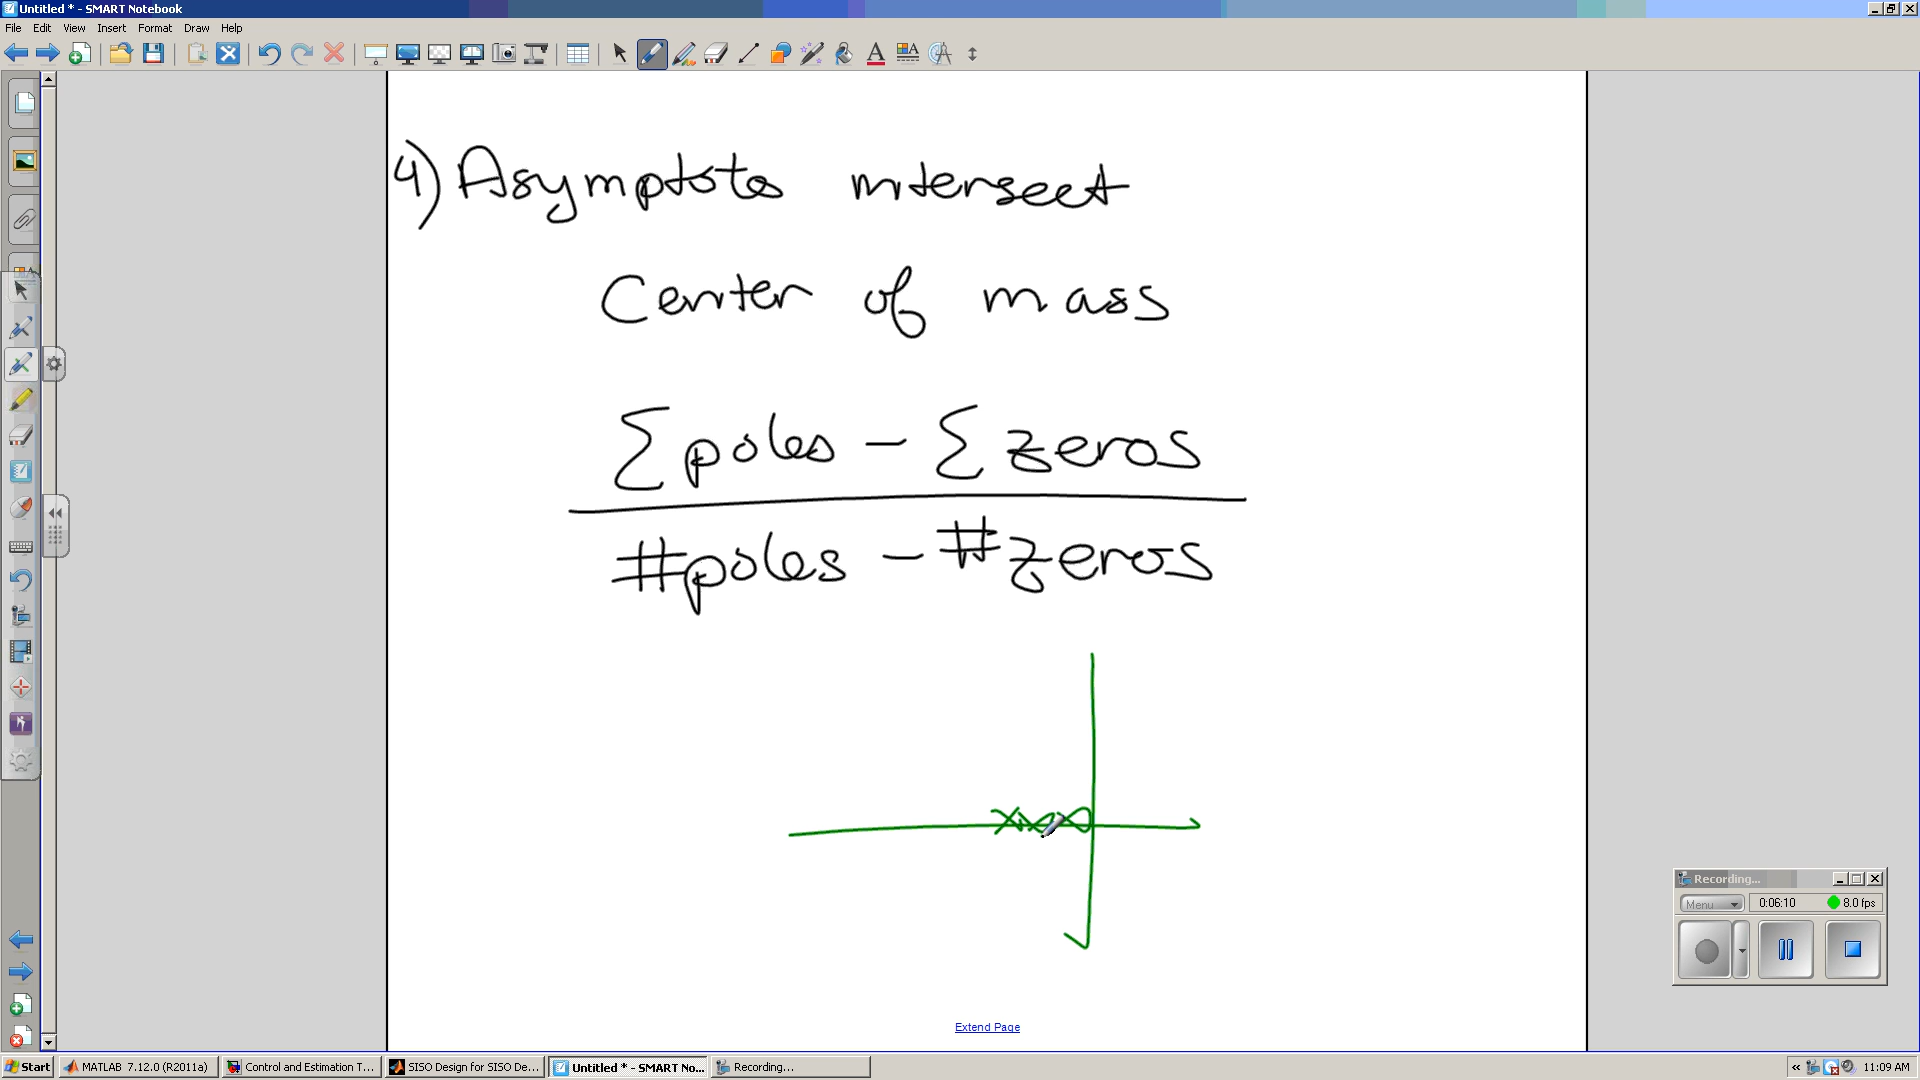 Untitled * - SMART Notebook
File Edit View Insert Format Draw Help
4) Asymptotes intersect
Center of mass
Σ poles - Σ zeros
#poles - #zeros
Recording...
Menu 0:06:10 8.0 fps
Extend Page
Start MATLAB 7.12.0 (R2011a) Control and Estimation T... SISO Design for SISO De... Untitled * - SMART No... Recording... « 11:09 AM